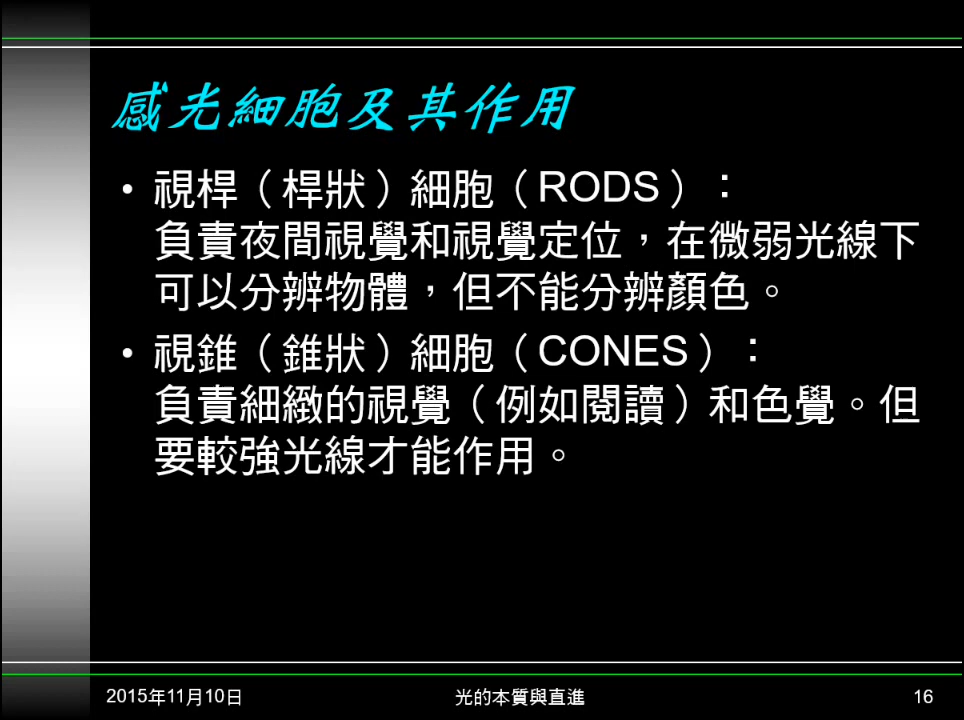 感光細胞及其作用
• 視桿（桿狀）細胞（RODS）：
負責夜間視覺和視覺定位，在微弱光線下
可以分辨物體，但不能分辨顏色。
• 視錐（錐狀）細胞（CONES）：
負責細緻的視覺（例如閱讀）和色覺。但
要較強光線才能作用。
2015年11月10日
光的本質與直進
16